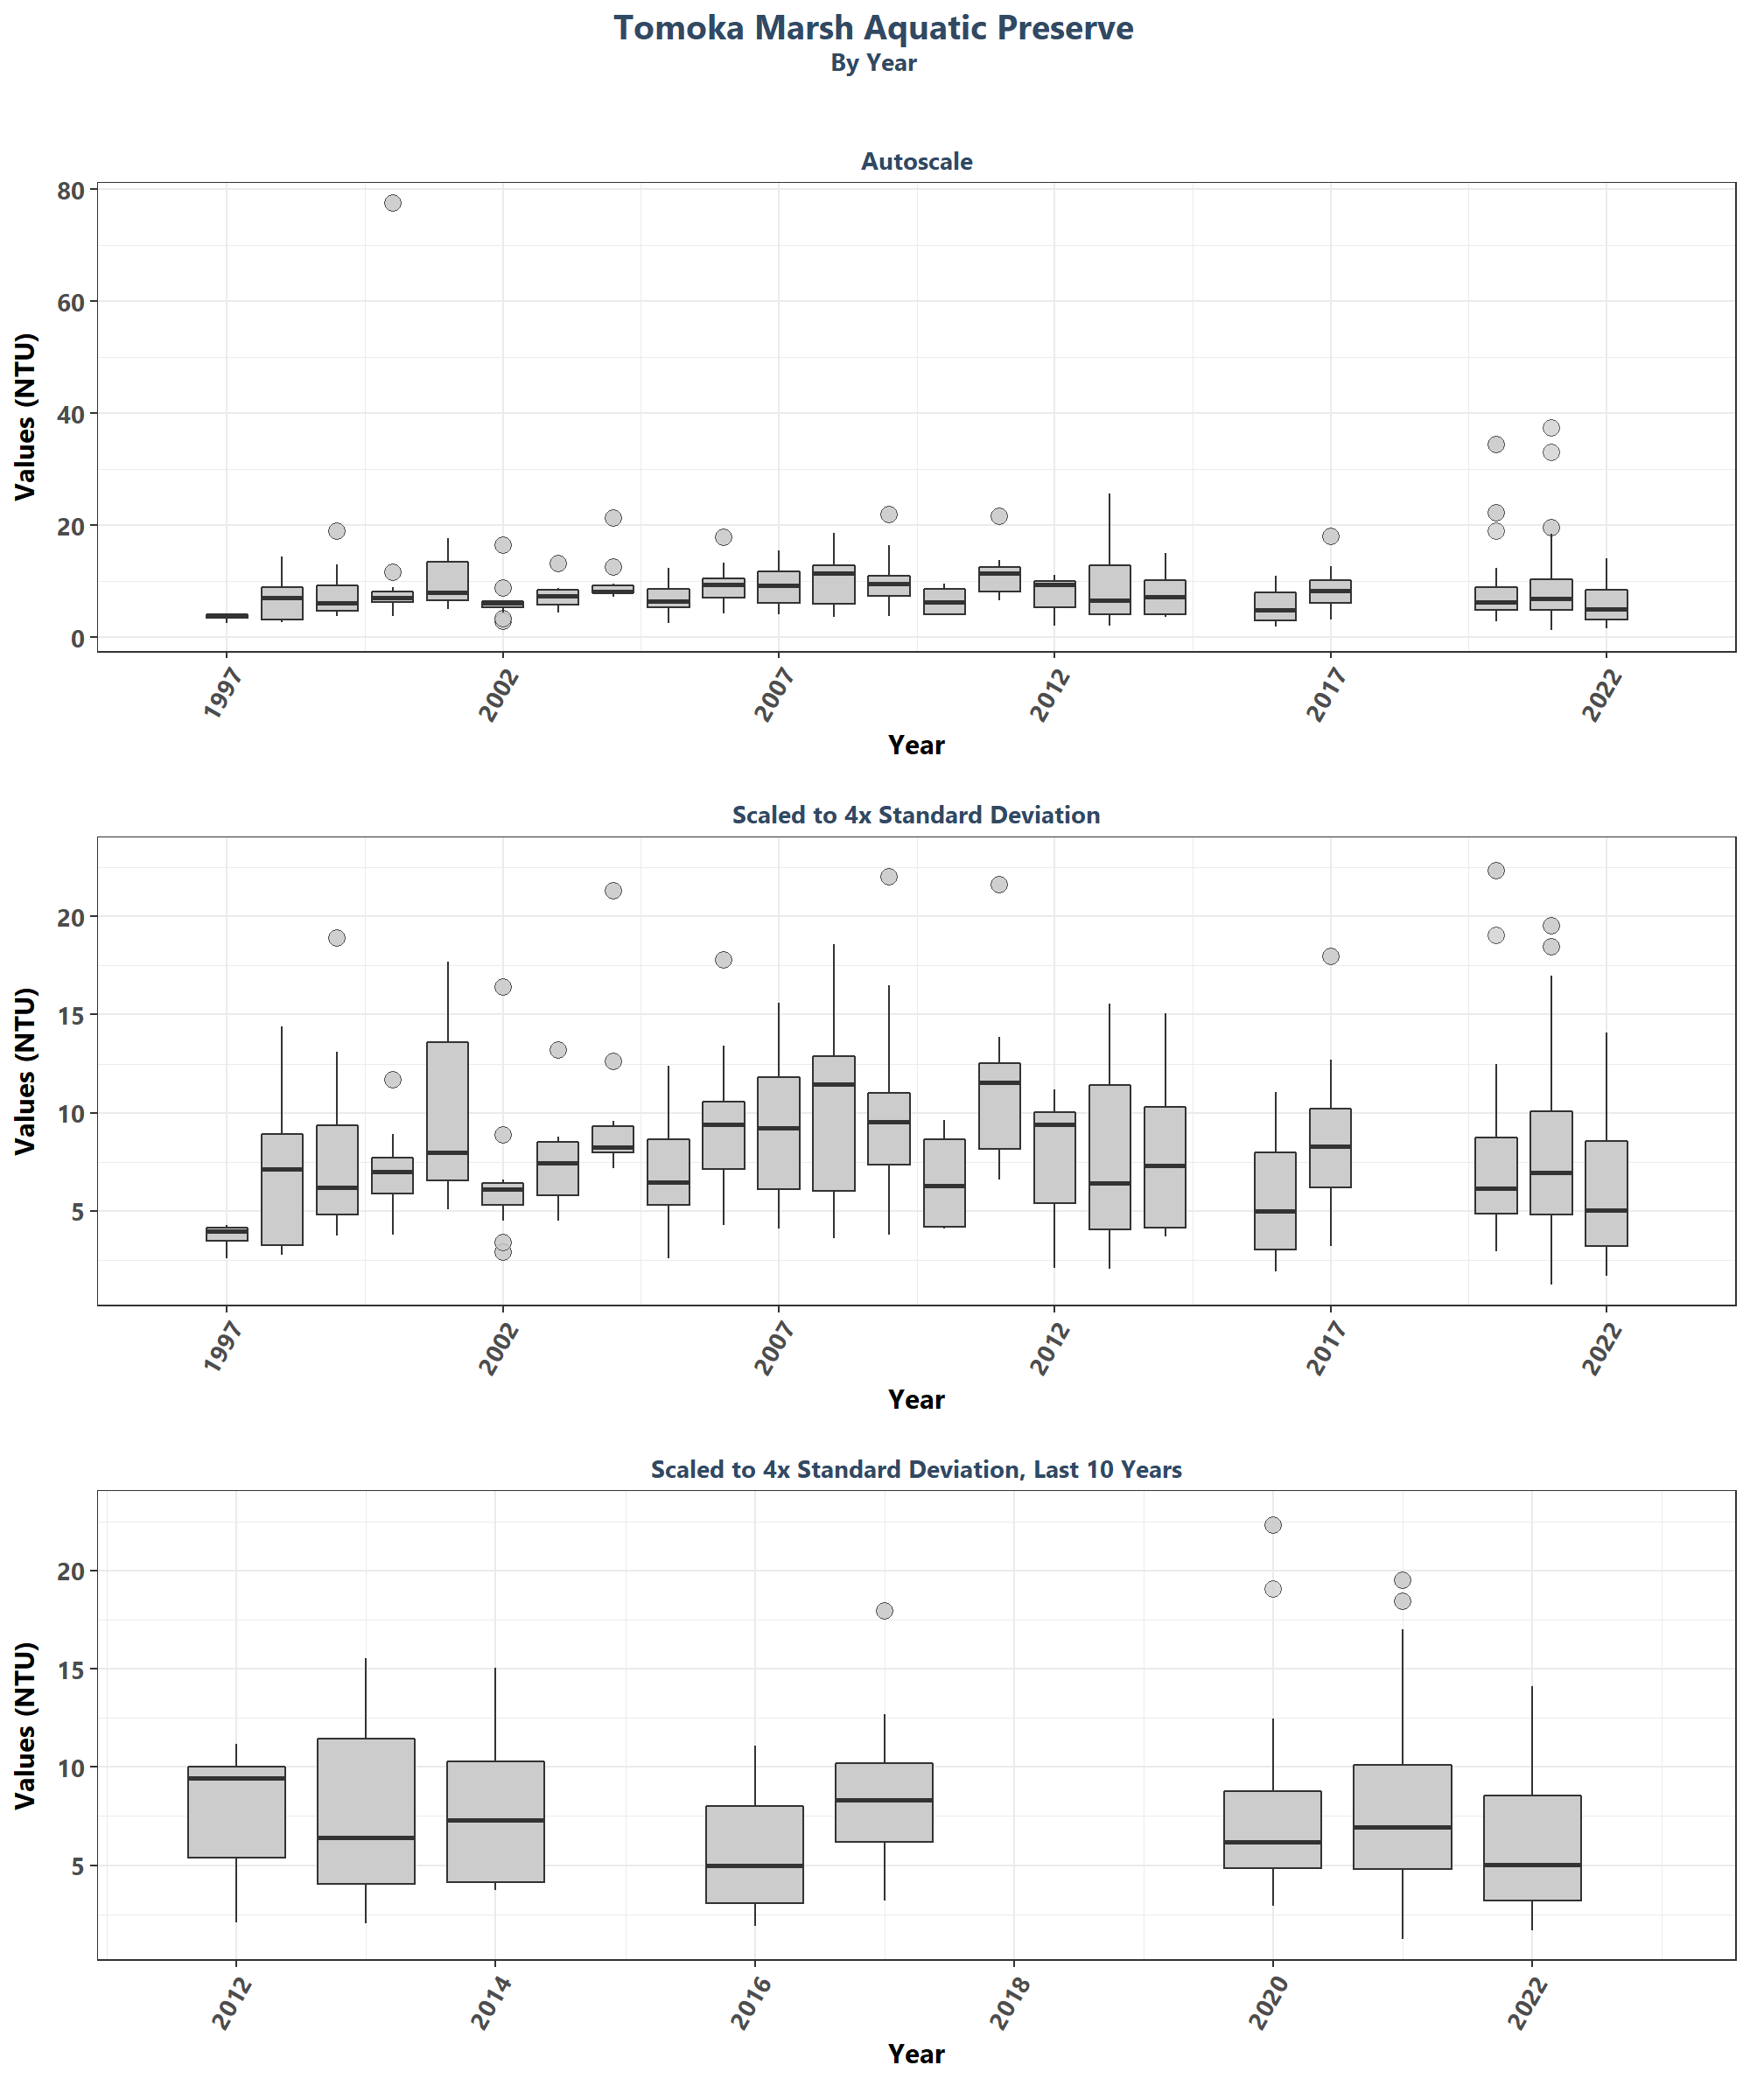 Tomoka Marsh Aquatic Preserve
By Year
Autoscale
Values (NTU)
80
60
40
20
0
1997 2002 2007 2012 2017 2022
Year
Scaled to 4x Standard Deviation
Values (NTU)
20
15
10
5
1997 2002 2007 2012 2017 2022
Year
Scaled to 4x Standard Deviation, Last 10 Years
Values (NTU)
20
15
10
5
2012 2014 2016 2018 2020 2022
Year